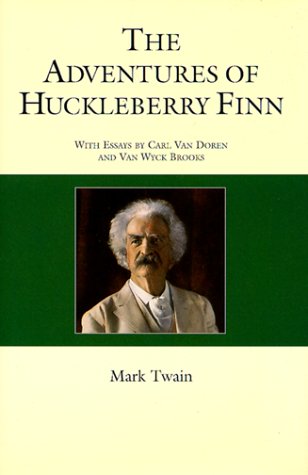 THE
ADVENTURES OF
HUCKLEBERRY FINN
WITH ESSAYS BY CARL VAN DOREN
AND VAN WYCK BROOKS
Mark Twain